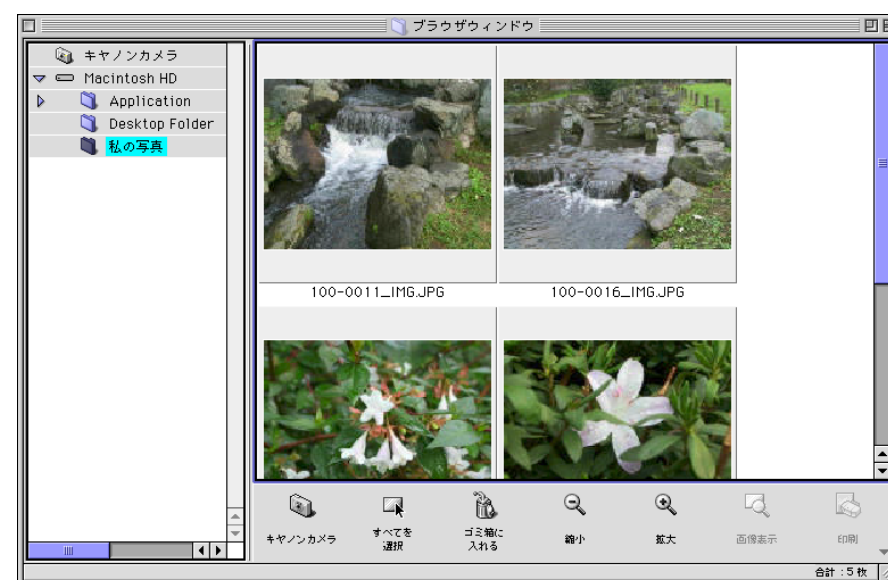 ブラウザウィンドウ
キヤノンカメラ
Macintosh HD
Application
Desktop Folder
私の写真
100-0011_IMG.JPG
100-0016_IMG.JPG
キヤノンカメラ
すべてを
選択
ゴミ箱に
入れる
縮小
拡大
画像表示
印刷
合計:5枚